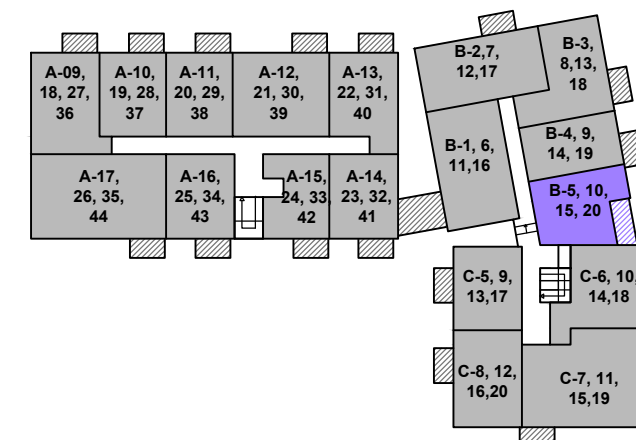 A-09,
18, 27,
36
A-10,
19, 28,
37
A-11,
20, 29,
38
A-12,
21, 30,
39
A-13,
22, 31,
40
A-17,
26, 35,
44
A-16,
25, 34,
43
A-15,
24, 33,
42
A-14,
23, 32,
41
B-2,7,
12,17
B-3,
8,13,
18
B-1, 6,
11,16
B-4, 9,
14, 19
B-5, 10,
15, 20
C-5, 9,
13,17
C-6, 10,
14,18
C-8, 12,
16,20
C-7, 11,
15,19